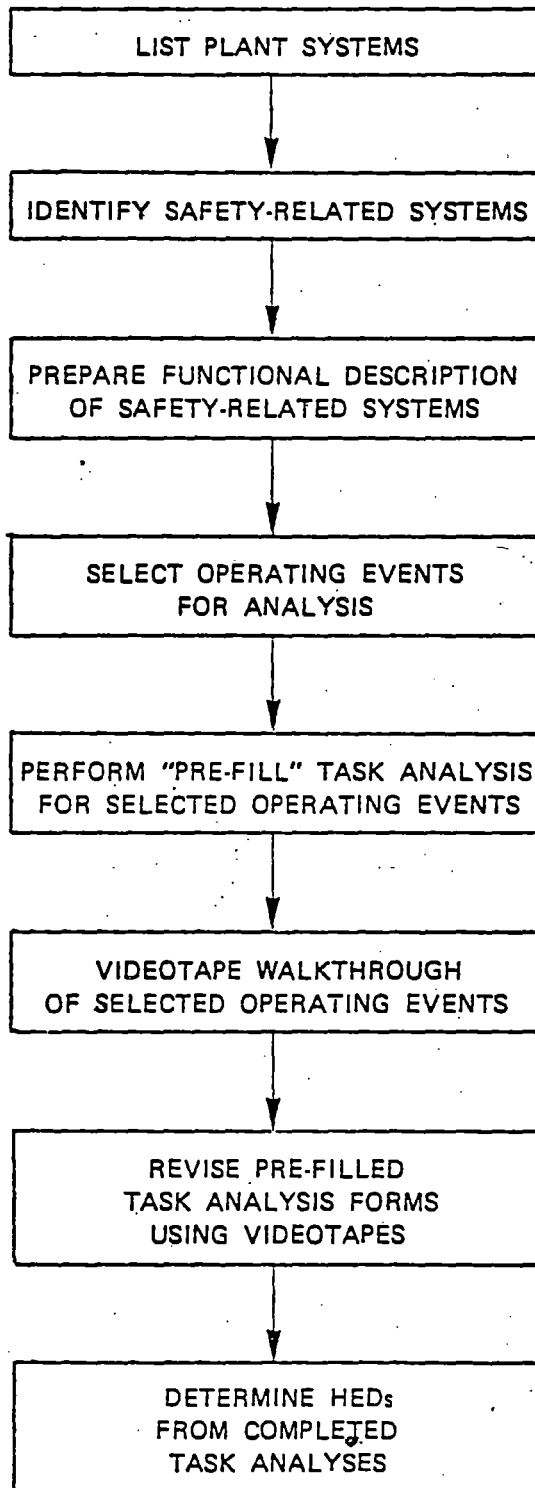 LIST PLANT SYSTEMS
IDENTIFY SAFETY-RELATED SYSTEMS
PREPARE FUNCTIONAL DESCRIPTION
OF SAFETY-RELATED SYSTEMS
SELECT OPERATING EVENTS
FOR ANALYSIS
PERFORM "PRE-FILL" TASK ANALYSIS
FOR SELECTED OPERATING EVENTS
VIDEOTAPE WALKTHROUGH
OF SELECTED OPERATING EVENTS
REVISE PRE-FILLED
TASK ANALYSIS FORMS
USING VIDEOTAPES
DETERMINE HEDs
FROM COMPLETED
TASK ANALYSES